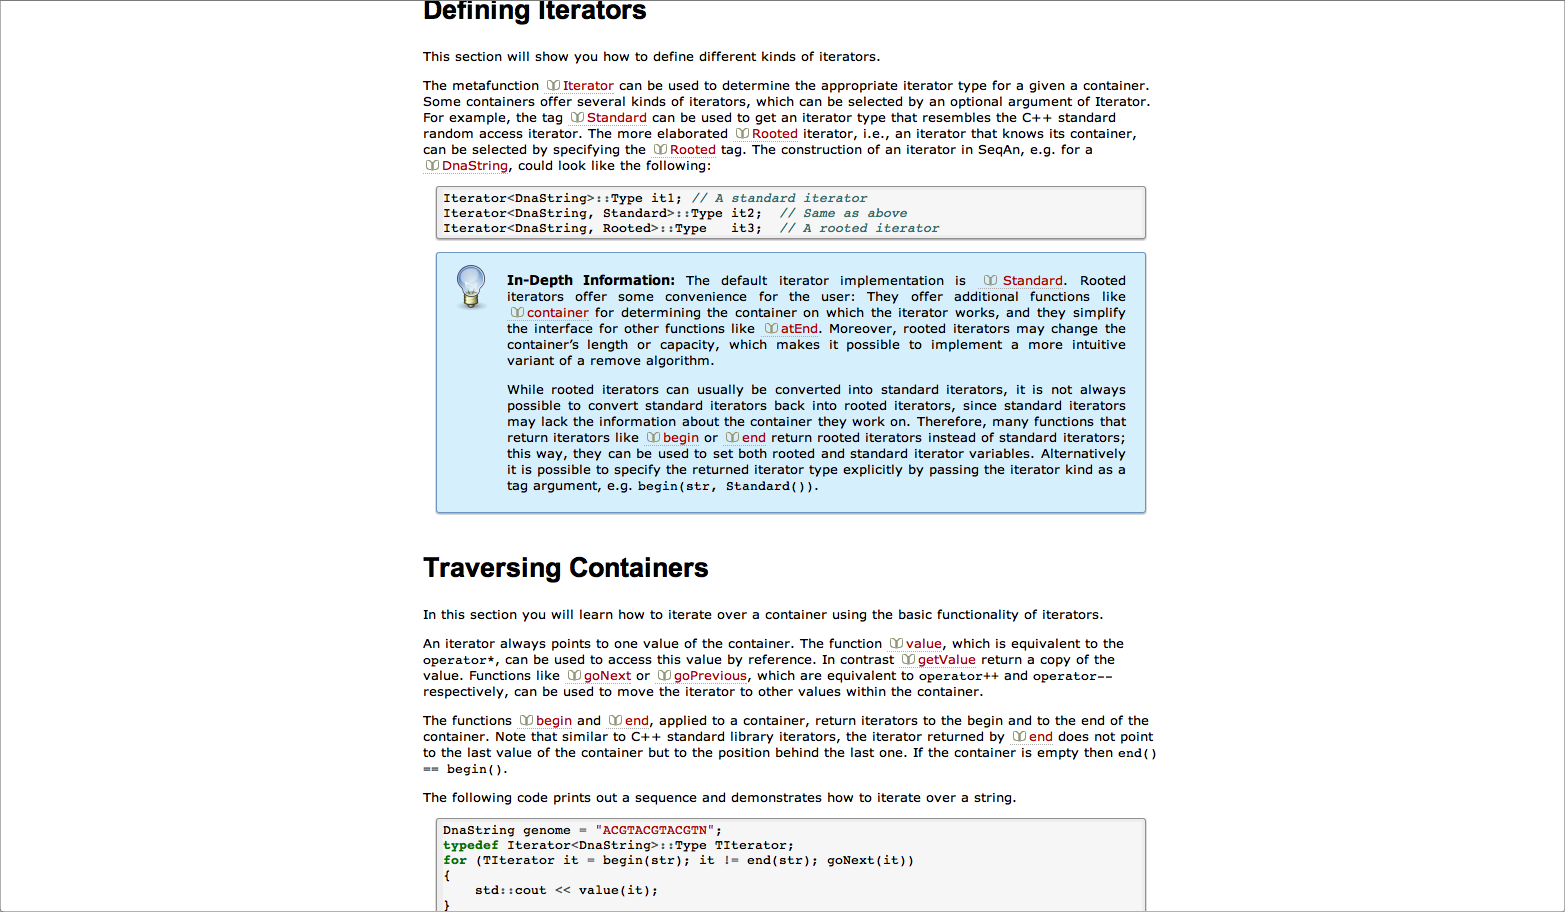 Defining Iterators
This section will show you how to define different kinds of iterators.
The metafunction Iterator can be used to determine the appropriate iterator type for a given a container.
Some containers offer several kinds of iterators, which can be selected by an optional argument of Iterator.
For example, the tag Standard can be used to get an iterator type that resembles the C++ standard
random access iterator. The more elaborated Rooted iterator, i.e., an iterator that knows its container,
can be selected by specifying the Rooted tag. The construction of an iterator in SeqAn, e.g. for a
DnaString, could look like the following:
Iterator<DnaString>::Type it1; // A standard iterator
Iterator<DnaString, Standard>::Type it2;  // Same as above
Iterator<DnaString, Rooted>::Type   it3;  // A rooted iterator
In-Depth Information: The default iterator implementation is Standard. Rooted
iterators offer some convenience for the user: They offer additional functions like
container for determining the container on which the iterator works, and they simplify
the interface for other functions like atEnd. Moreover, rooted iterators may change the
container’s length or capacity, which makes it possible to implement a more intuitive
variant of a remove algorithm.
While rooted iterators can usually be converted into standard iterators, it is not always
possible to convert standard iterators back into rooted iterators, since standard iterators
may lack the information about the container they work on. Therefore, many functions that
return iterators like begin or end return rooted iterators instead of standard iterators;
this way, they can be used to set both rooted and standard iterator variables. Alternatively
it is possible to specify the returned iterator type explicitly by passing the iterator kind as a
tag argument, e.g. begin(str, Standard()).
Traversing Containers
In this section you will learn how to iterate over a container using the basic functionality of iterators.
An iterator always points to one value of the container. The function value, which is equivalent to the
operator*, can be used to access this value by reference. In contrast getValue return a copy of the
value. Functions like goNext or goPrevious, which are equivalent to operator++ and operator--
respectively, can be used to move the iterator to other values within the container.
The functions begin and end, applied to a container, return iterators to the begin and to the end of the
container. Note that similar to C++ standard library iterators, the iterator returned by end does not point
to the last value of the container but to the position behind the last one. If the container is empty then end()
== begin().
The following code prints out a sequence and demonstrates how to iterate over a string.
DnaString genome = "ACGTACGTACGTN";
typedef Iterator<DnaString>::Type TIterator;
for (TIterator it = begin(str); it != end(str); goNext(it))
{
    std::cout << value(it);
}